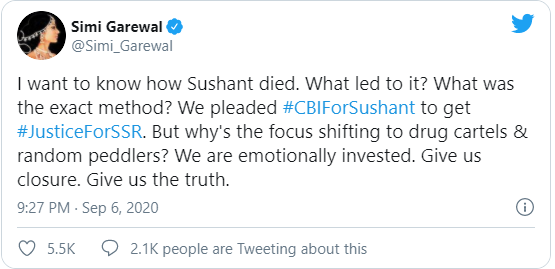 Simi Garewal
@Simi_Garewal
I want to know how Sushant died. What led to it? What was
the exact method? We pleaded #CBIForSushant to get
#JusticeForSSR. But why's the focus shifting to drug cartels &
random peddlers? We are emotionally invested. Give us
closure. Give us the truth.
9:27 PM · Sep 6, 2020
5.5K 2.1K people are Tweeting about this